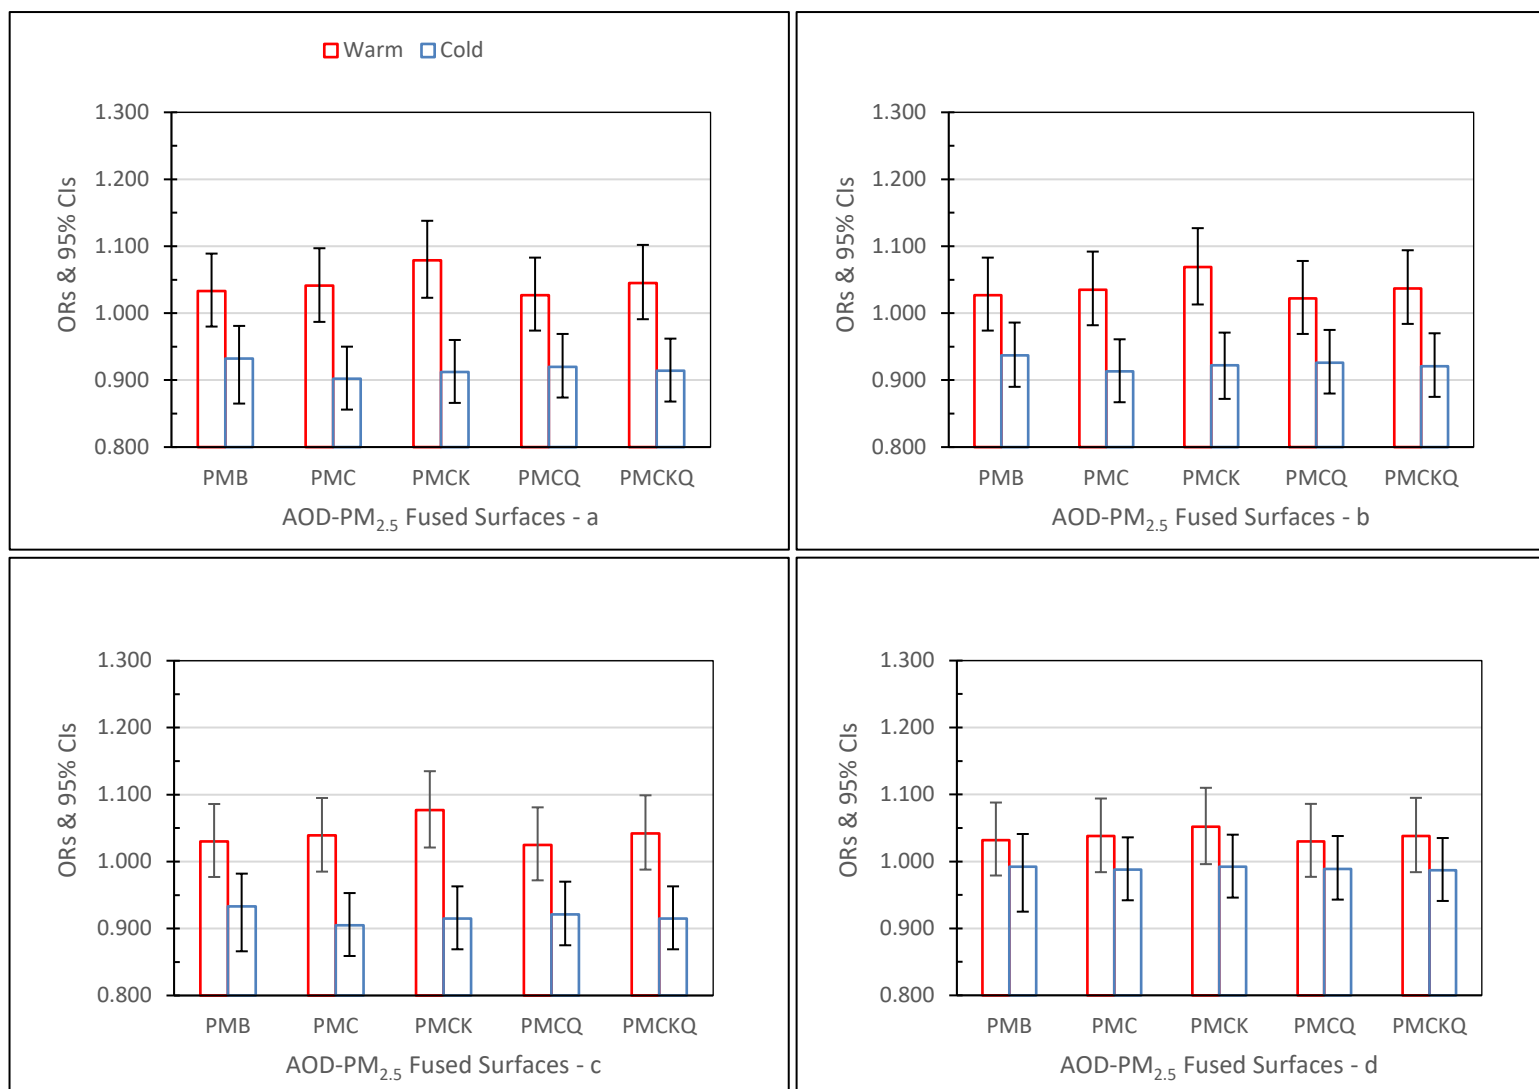 Warm Cold
1.300
1.200
1.100
1.000
0.900
0.800
ORs & 95% CIs
PMB PMC PMCK PMCQ PMCKQ
AOD-PM2.5 Fused Surfaces - a
1.300
1.200
1.100
1.000
0.900
0.800
ORs & 95% CIs
PMB PMC PMCK PMCQ PMCKQ
AOD-PM2.5 Fused Surfaces - b
1.300
1.200
1.100
1.000
0.900
0.800
ORs & 95% CIs
PMB PMC PMCK PMCQ PMCKQ
AOD-PM2.5 Fused Surfaces - c
1.300
1.200
1.100
1.000
0.900
0.800
ORs & 95% CIs
PMB PMC PMCK PMCQ PMCKQ
AOD-PM2.5 Fused Surfaces - d